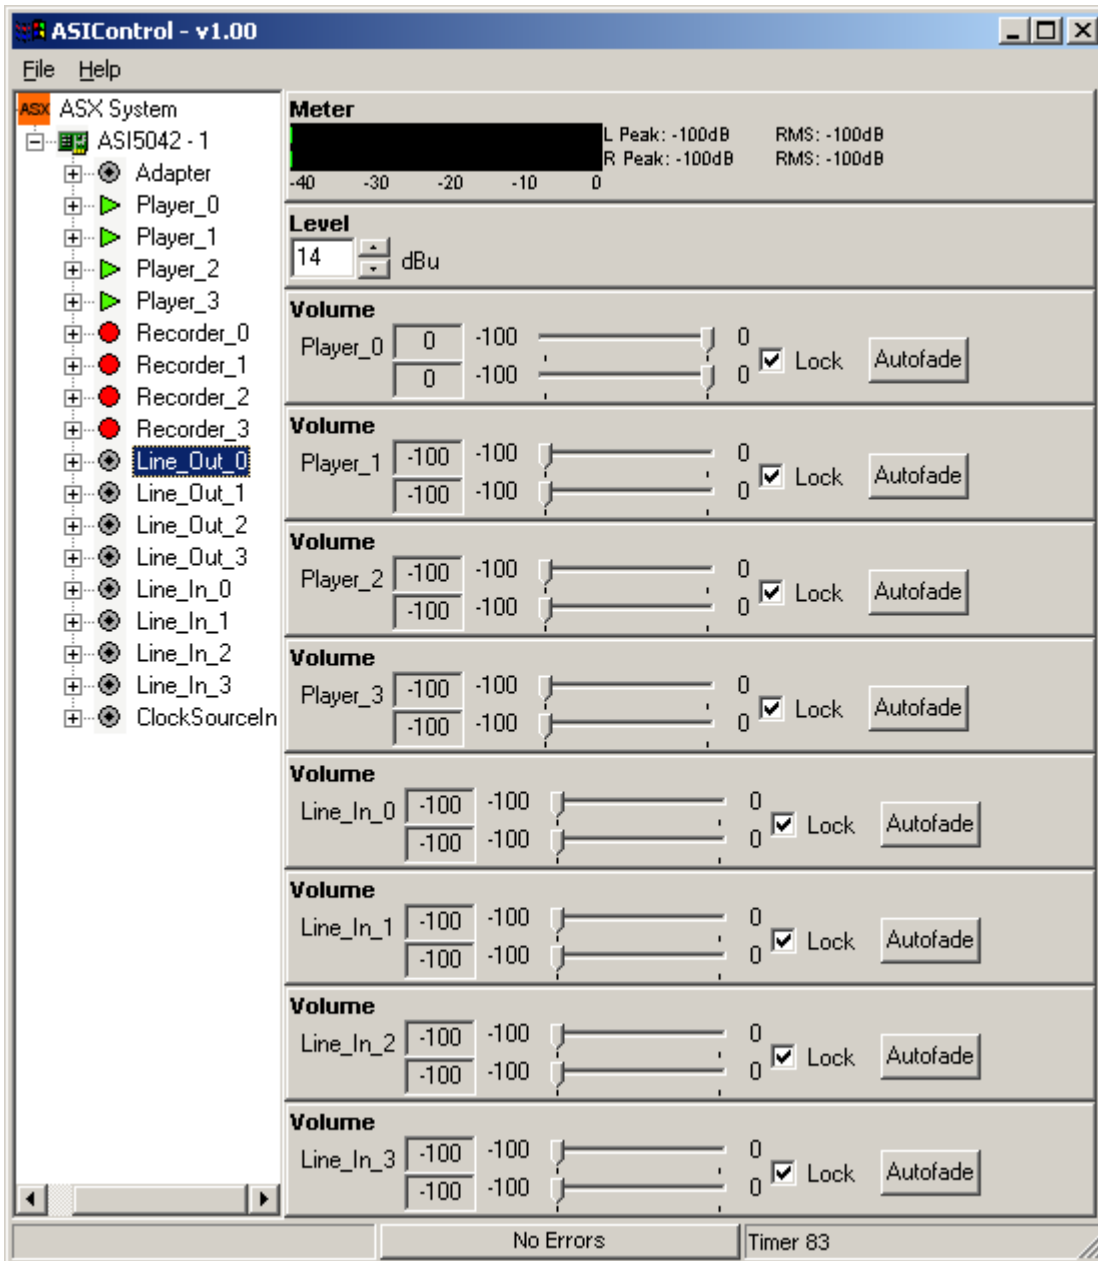 ASIControl - v1.00
File Help
ASX ASX System
ASI5042 - 1
Adapter
Player_0
Player_1
Player_2
Player_3
Recorder_0
Recorder_1
Recorder_2
Recorder_3
Line_Out_0
Line_Out_1
Line_Out_2
Line_Out_3
Line_In_0
Line_In_1
Line_In_2
Line_In_3
ClockSourceIn
Meter
L Peak: -100dB RMS: -100dB
R Peak: -100dB RMS: -100dB
-40 -30 -20 -10 0
Level
14 dBu
Volume
Player_0 0 -100 0 Lock Autofade
0 -100 0
Volume
Player_1 -100 -100 0 Lock Autofade
-100 -100 0
Volume
Player_2 -100 -100 0 Lock Autofade
-100 -100 0
Volume
Player_3 -100 -100 0 Lock Autofade
-100 -100 0
Volume
Line_In_0 -100 -100 0 Lock Autofade
-100 -100 0
Volume
Line_In_1 -100 -100 0 Lock Autofade
-100 -100 0
Volume
Line_In_2 -100 -100 0 Lock Autofade
-100 -100 0
Volume
Line_In_3 -100 -100 0 Lock Autofade
-100 -100 0
No Errors Timer 83